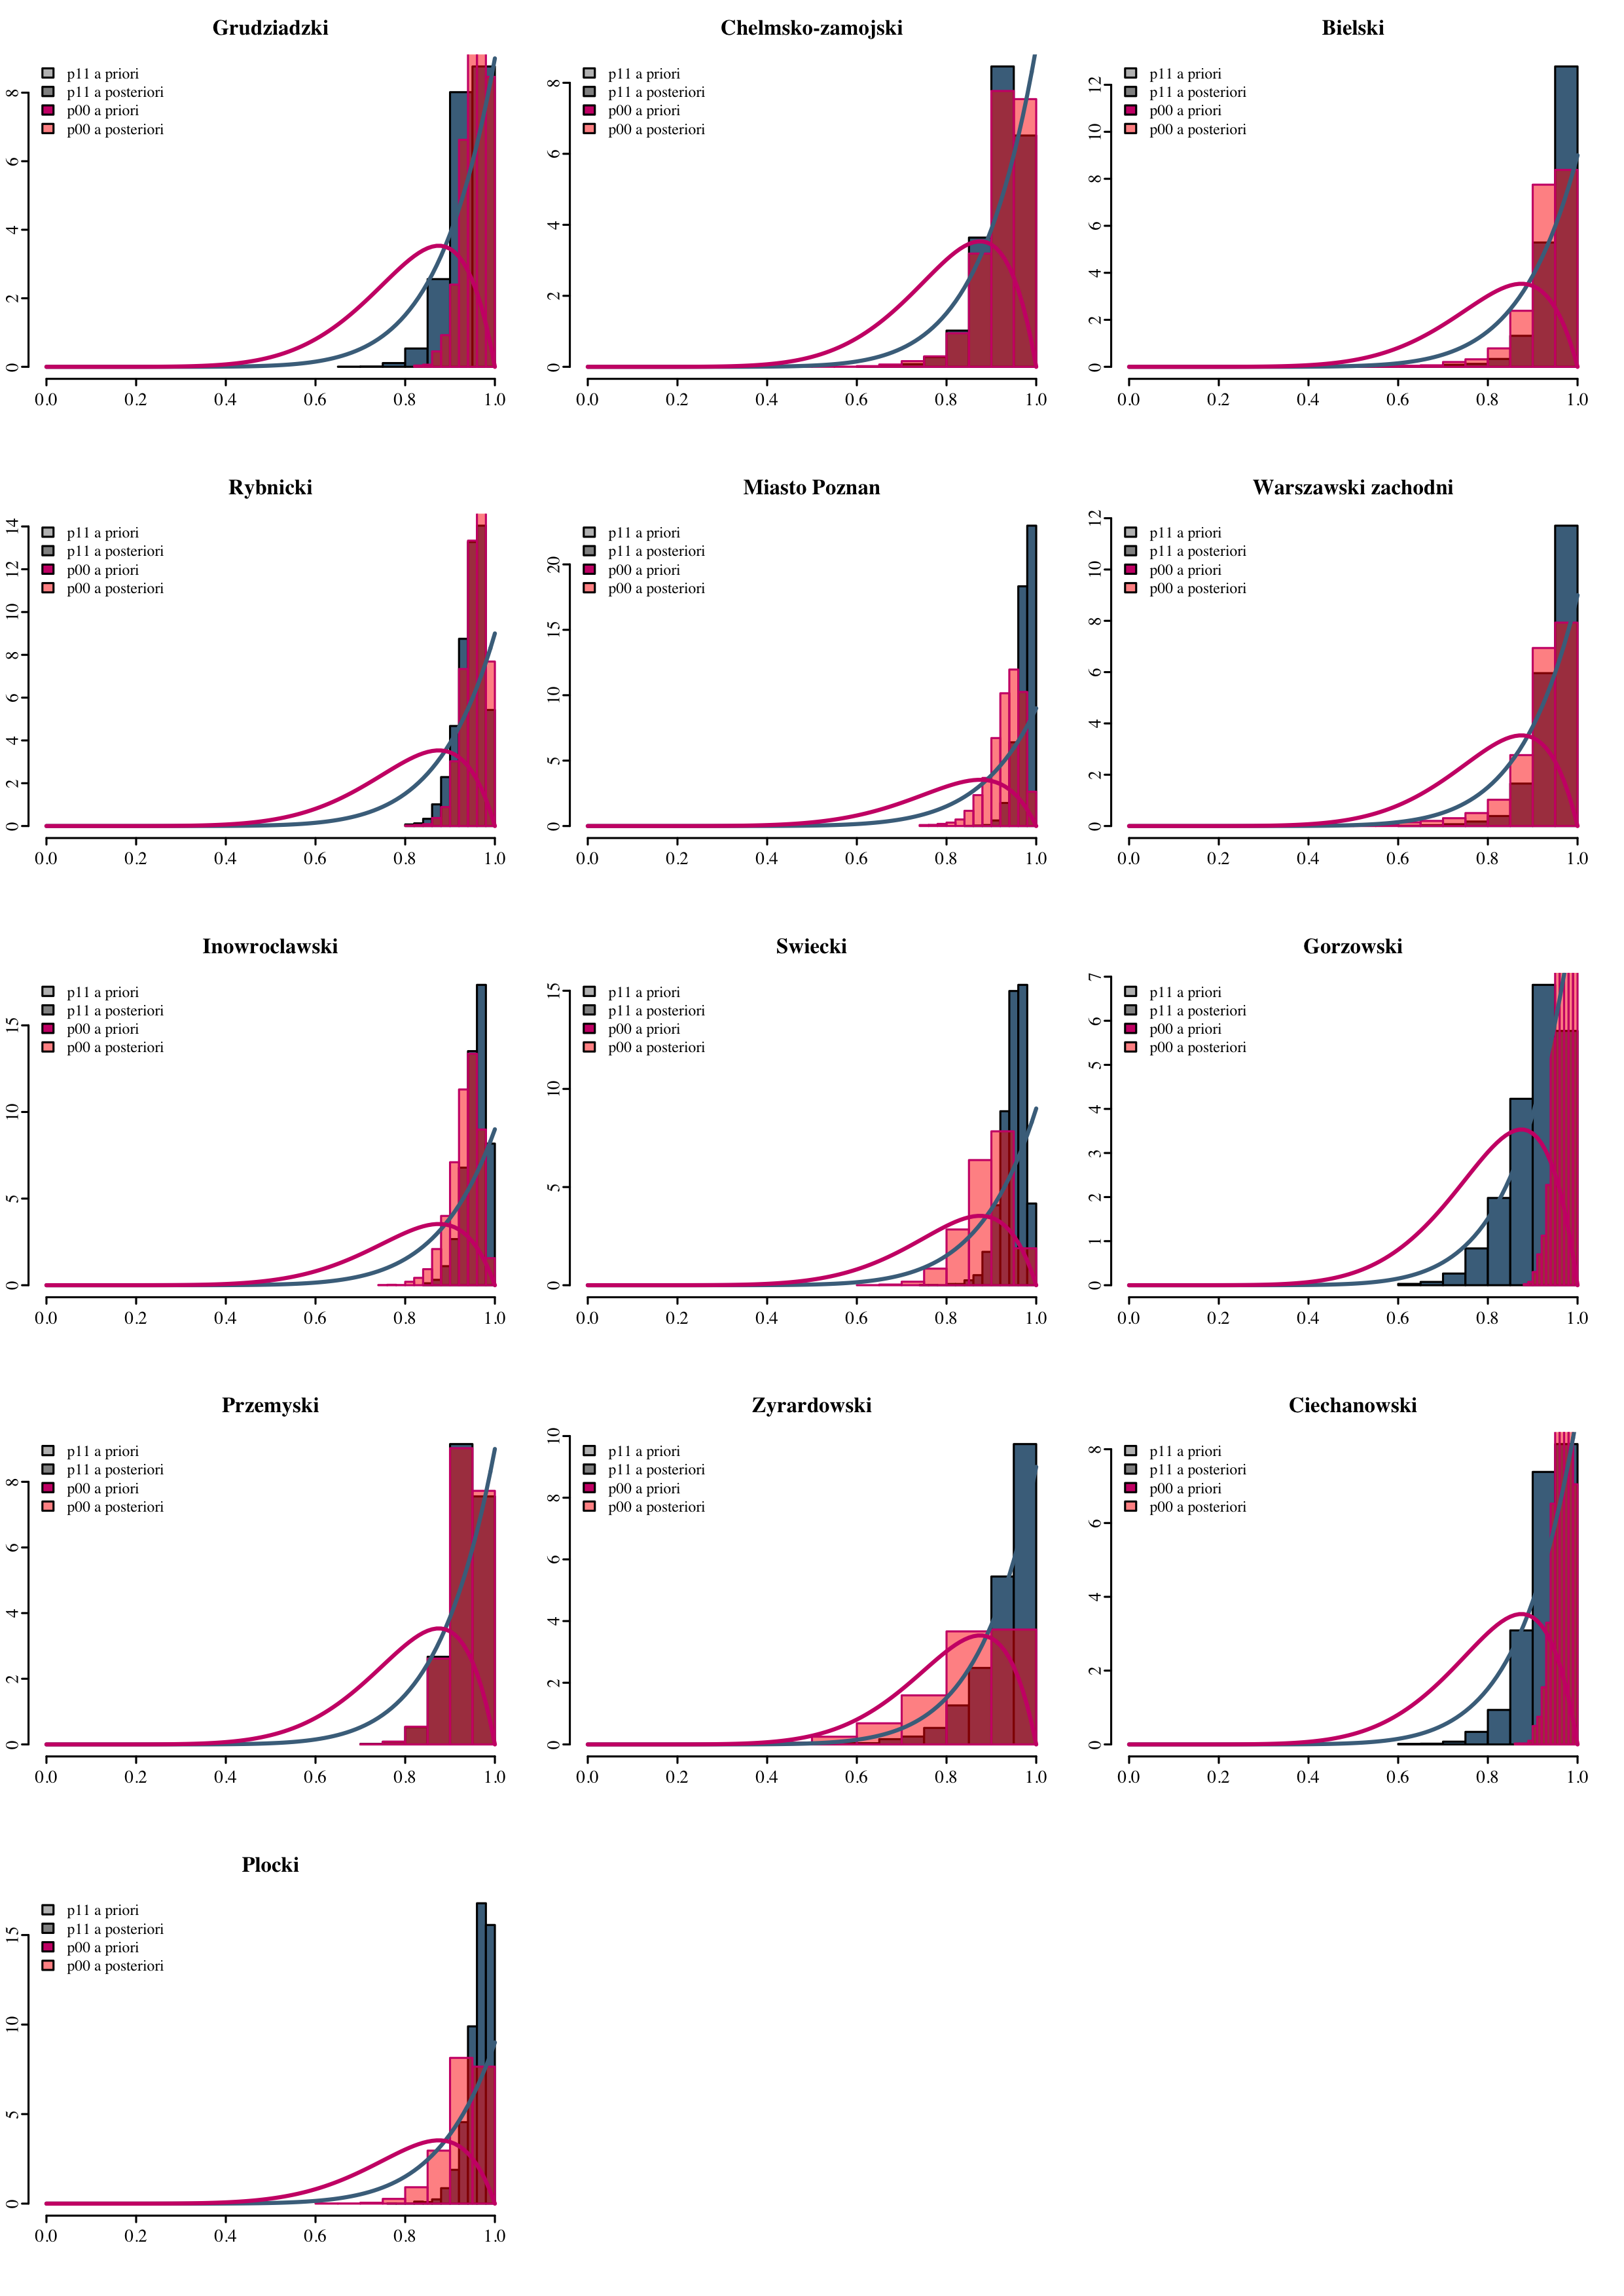 Grudziadzki
p11 a priori
p11 a posteriori
p00 a priori
p00 a posteriori
0 2 4 6 8
0.0 0.2 0.4 0.6 0.8 1.0
Chelmsko-zamojski
p11 a priori
p11 a posteriori
p00 a priori
p00 a posteriori
0 2 4 6 8
0.0 0.2 0.4 0.6 0.8 1.0
Bielski
p11 a priori
p11 a posteriori
p00 a priori
p00 a posteriori
0 2 4 6 8 10 12
0.0 0.2 0.4 0.6 0.8 1.0
Rybnicki
p11 a priori
p11 a posteriori
p00 a priori
p00 a posteriori
0 2 4 6 8 10 12 14
0.0 0.2 0.4 0.6 0.8 1.0
Miasto Poznan
p11 a priori
p11 a posteriori
p00 a priori
p00 a posteriori
0 5 10 15 20
0.0 0.2 0.4 0.6 0.8 1.0
Warszawski zachodni
p11 a priori
p11 a posteriori
p00 a priori
p00 a posteriori
0 2 4 6 8 10 12
0.0 0.2 0.4 0.6 0.8 1.0
Inowroclawski
p11 a priori
p11 a posteriori
p00 a priori
p00 a posteriori
0 5 10 15
0.0 0.2 0.4 0.6 0.8 1.0
Swiecki
p11 a priori
p11 a posteriori
p00 a priori
p00 a posteriori
0 5 10 15
0.0 0.2 0.4 0.6 0.8 1.0
Gorzowski
p11 a priori
p11 a posteriori
p00 a priori
p00 a posteriori
0 1 2 3 4 5 6 7
0.0 0.2 0.4 0.6 0.8 1.0
Przemyski
p11 a priori
p11 a posteriori
p00 a priori
p00 a posteriori
0 2 4 6 8
0.0 0.2 0.4 0.6 0.8 1.0
Zyrardowski
p11 a priori
p11 a posteriori
p00 a priori
p00 a posteriori
0 2 4 6 8 10
0.0 0.2 0.4 0.6 0.8 1.0
Ciechanowski
p11 a priori
p11 a posteriori
p00 a priori
p00 a posteriori
0 2 4 6 8
0.0 0.2 0.4 0.6 0.8 1.0
Plocki
p11 a priori
p11 a posteriori
p00 a priori
p00 a posteriori
0 5 10 15
0.0 0.2 0.4 0.6 0.8 1.0